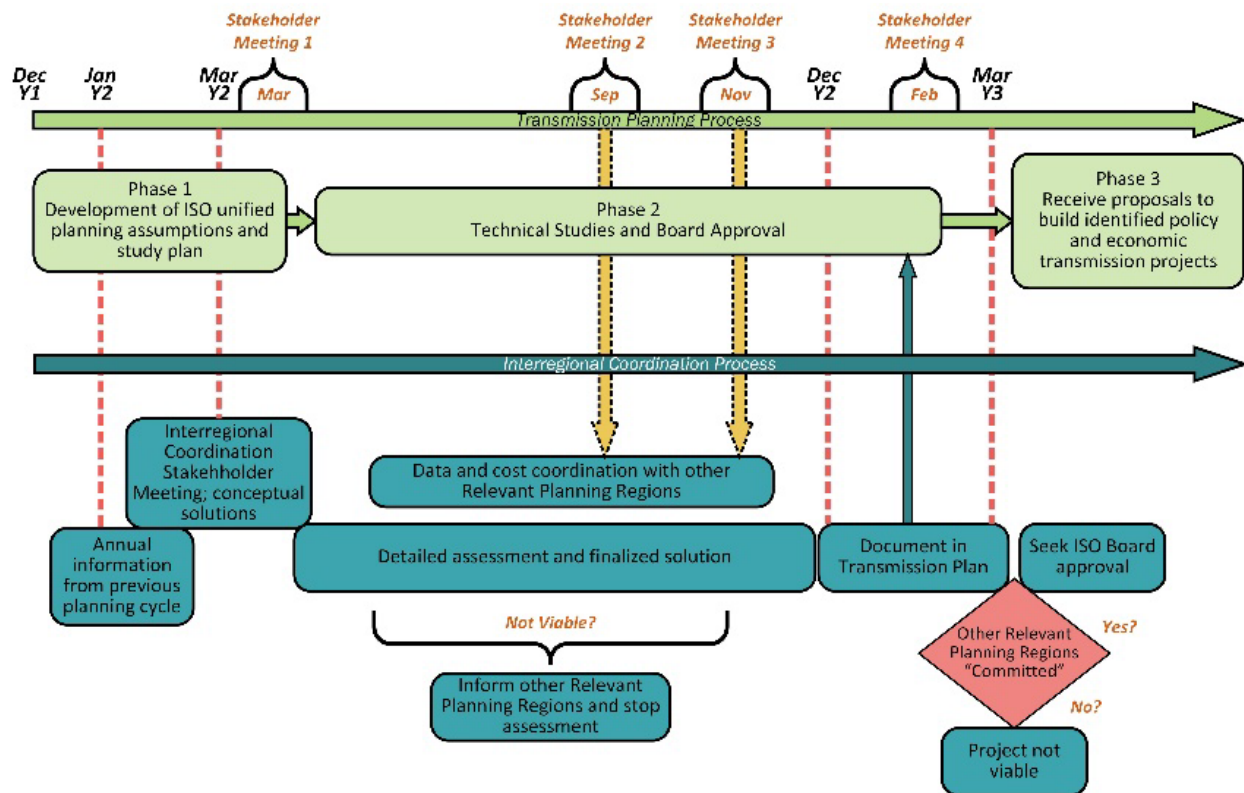 Stakeholder
Meeting 1
Stakeholder
Meeting 2
Stakeholder
Meeting 3
Stakeholder
Meeting 4
Dec
Y1
Jan
Y2
Mar
Y2
Mar
Sep
Nov
Dec
Y2
Feb
Mar
Y3
Transmission Planning Process
Phase 1
Development of ISO unified
planning assumptions and
study plan
Phase 2
Technical Studies and Board Approval
Phase 3
Receive proposals to
build identified policy
and economic
transmission projects
Interregional Coordination Process
Interregional
Coordination
Stakehholder
Meeting; conceptual
solutions
Data and cost coordination with other
Relevant Planning Regions
Annual
information
from previous
planning cycle
Detailed assessment and finalized solution
Document in
Transmission Plan
Seek ISO Board
approval
Not Viable?
Inform other Relevant
Planning Regions and stop
assessment
Other Relevant
Planning Regions
“Committed”
Yes?
No?
Project not
viable